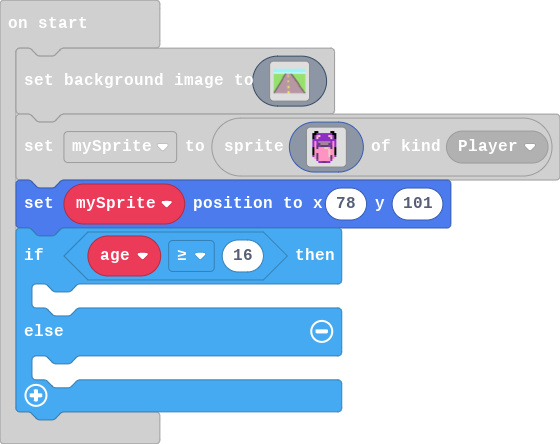 on start
set background image to
set mySprite to sprite of kind Player
set mySprite position to x 78 y 101
if age ≥ 16 then
else